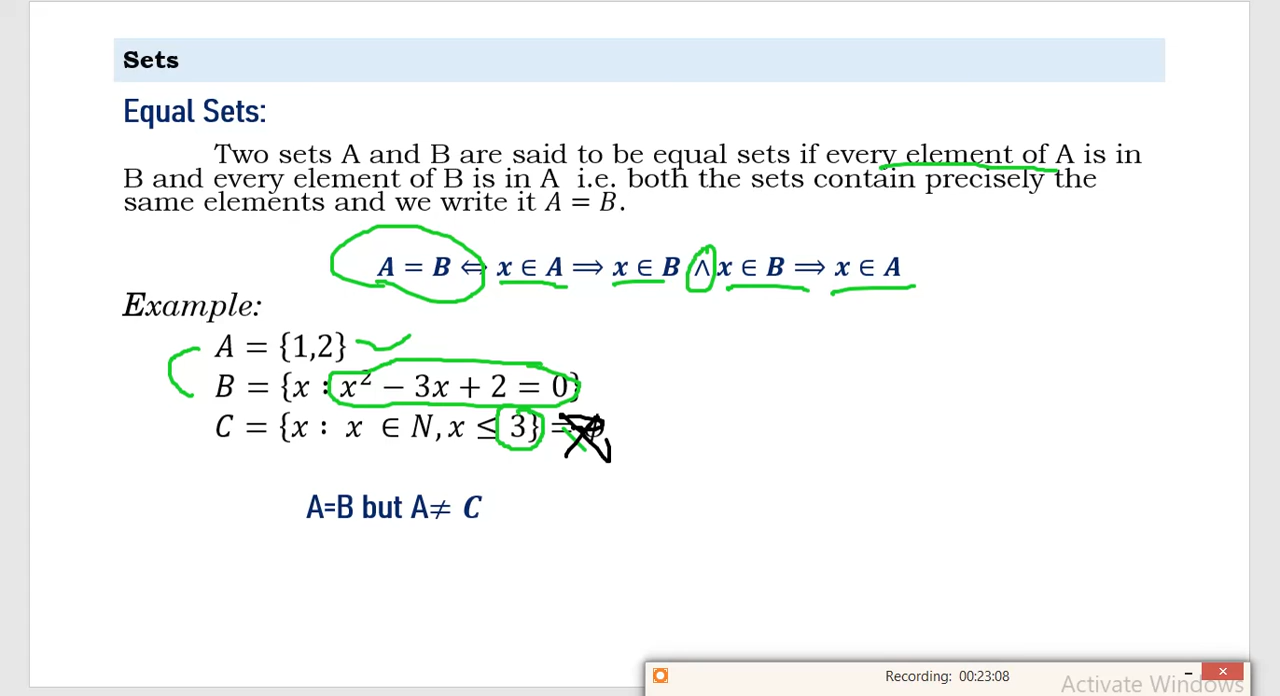 Sets
Equal Sets:
Two sets A and B are said to be equal sets if every element of A is in
B and every element of B is in A i.e. both the sets contain precisely the
same elements and we write it A = B.
A = B ⇔ x ∈ A ⟹ x ∈ B ∧ x ∈ B ⟹ x ∈ A
Example:
A = {1,2}
B = {x : x² − 3x + 2 = 0}
C = {x : x ∈ N, x ≤ 3} =
A=B but A≠ C
Recording: 00:23:08
Activate Windows